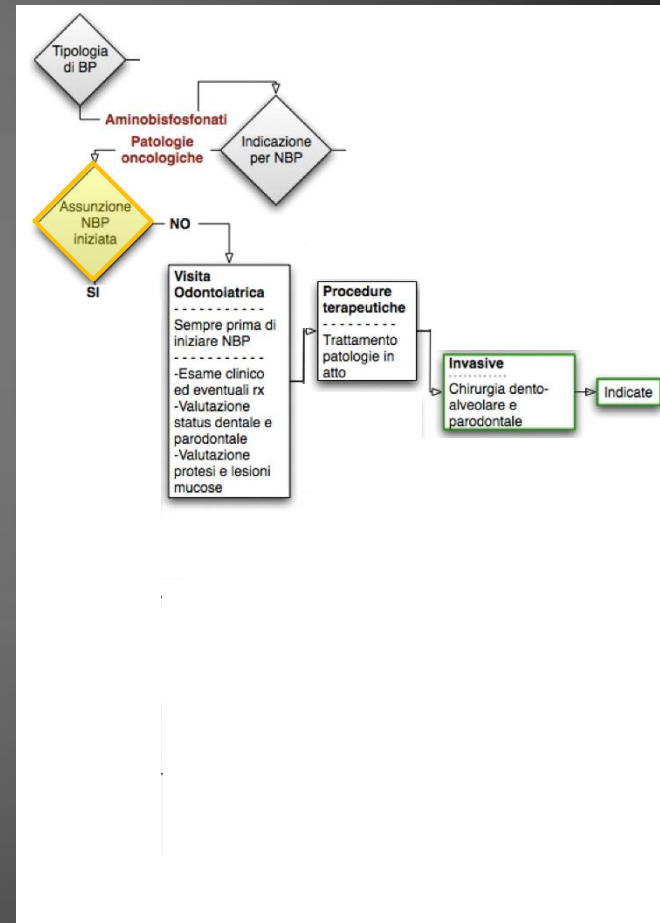 Tipologia
di BP
Aminobisfosfonati
Patologie
oncologiche
Indicazione
per NBP
Assunzione
NBP
iniziata
NO
SI
Visita
Odontoiatrica
- - - - - - - - - - -
Sempre prima di
iniziare NBP
- - - - - - - - - - -
-Esame clinico
ed eventuali rx
-Valutazione
status dentale e
parodontale
-Valutazione
protesi e lesioni
mucose
Procedure
terapeutiche
- - - - - - - - - -
Trattamento
patologie in
atto
Invasive
- - - - - - - - - - -
Chirurgia dento-
alveolare e
parodontale
Indicate